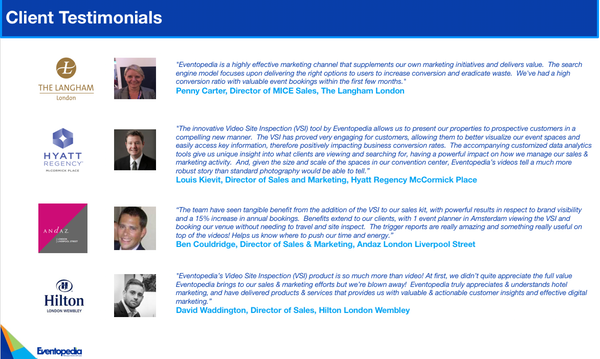 Client Testimonials
THE LANGHAM
London
"Eventopedia is a highly effective marketing channel that supplements our own marketing initiatives and delivers value. The search
engine model focuses upon delivering the right options to users to increase conversion and eradicate waste. We've had a high
conversion ratio with valuable event bookings within the first few months."
Penny Carter, Director of MICE Sales, The Langham London
HYATT
REGENCY
MCCORMICK PLACE
"The innovative Video Site Inspection (VSI) tool by Eventopedia allows us to present our properties to prospective customers in a
compelling new manner. The VSI has proved very engaging for customers, allowing them to better visualize our event spaces and
easily access key information, therefore positively impacting business conversion rates. The accompanying customized data analytics
tools give us unique insight into what clients are viewing and searching for, having a powerful impact on how we manage our sales &
marketing activity. And, given the size and scale of the spaces in our convention center, Eventopedia's videos tell a much more
robust story than standard photography would be able to tell."
Louis Kievit, Director of Sales and Marketing, Hyatt Regency McCormick Place
ANDAZ
"The team have seen tangible benefit from the addition of the VSI to our sales kit, with powerful results in respect to brand visibility
and a 15% increase in annual bookings. Benefits extend to our clients, with 1 event planner in Amsterdam viewing the VSI and
booking our venue without needing to travel and site inspect. The trigger reports are really amazing and something really useful on
top of the videos! Helps us know where to push our time and energy."
Ben Couldridge, Director of Sales & Marketing, Andaz London Liverpool Street
Hilton
LONDON WEMBLEY
"Eventopedia's Video Site Inspection (VSI) product is so much more than video! At first, we didn't quite appreciate the full value
Eventopedia brings to our sales & marketing efforts but we're blown away! Eventopedia truly appreciates & understands hotel
marketing, and have delivered products & services that provides us with valuable & actionable customer insights and effective digital
marketing."
David Waddington, Director of Sales, Hilton London Wembley
Eventopedia